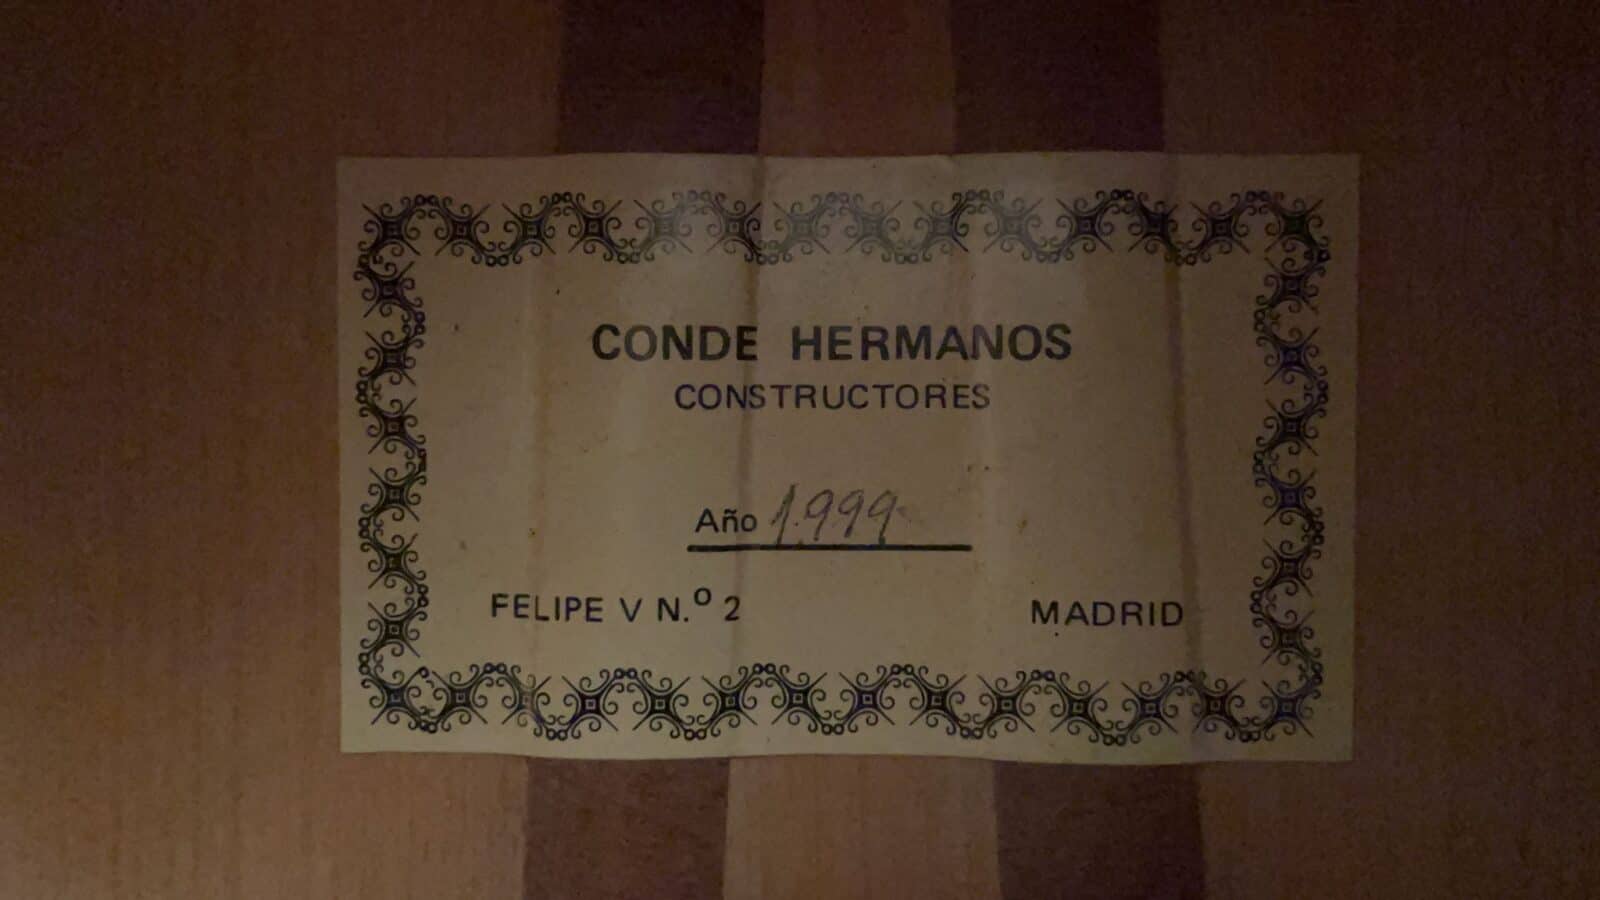 CONDE HERMANOS
CONSTRUCTORES
Año 1.999
FELIPE V N.º 2 MADRID